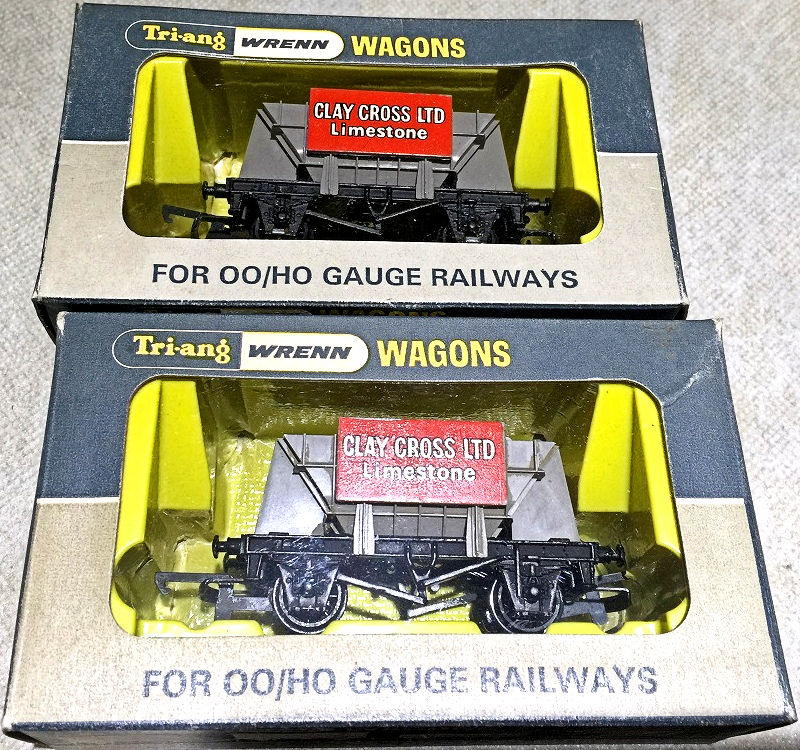 Tri-ang WRENN WAGONS
CLAY CROSS LTD
Limestone
FOR OO/HO GAUGE RAILWAYS
WAGONS
Tri-ang WRENN WAGONS
CLAY CROSS LTD
Limestone
FOR OO/HO GAUGE RAILWAYS